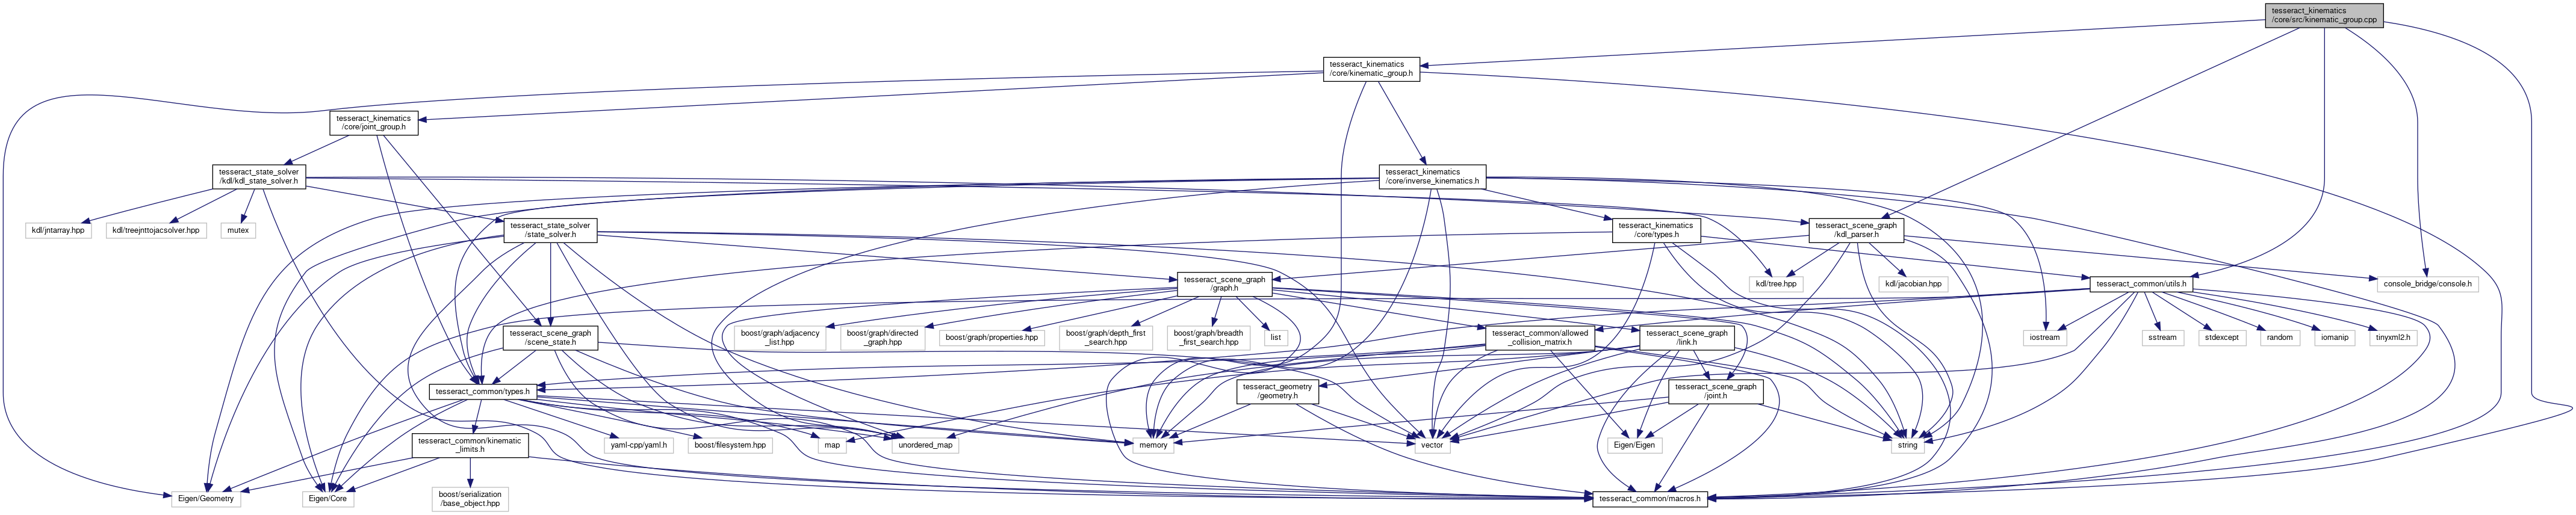 tesseract_kinematics
/core/src/kinematic_group.cpp
tesseract_kinematics
/core/kinematic_group.h
tesseract_kinematics
/core/joint_group.h
tesseract_state_solver
/kdl/kdl_state_solver.h
tesseract_kinematics
/core/inverse_kinematics.h
kdl/jntarray.hpp
kdl/treejnttojacsolver.hpp
mutex
tesseract_state_solver
/state_solver.h
tesseract_kinematics
/core/types.h
tesseract_scene_graph
/kdl_parser.h
tesseract_scene_graph
/graph.h
kdl/tree.hpp
kdl/jacobian.hpp
tesseract_common/utils.h
console_bridge/console.h
tesseract_scene_graph
/scene_state.h
boost/graph/adjacency
_list.hpp
boost/graph/directed
_graph.hpp
boost/graph/properties.hpp
boost/graph/depth_first
_search.hpp
boost/graph/breadth
_first_search.hpp
list
tesseract_common/allowed
_collision_matrix.h
tesseract_scene_graph
/link.h
iostream
sstream
stdexcept
random
iomanip
tinyxml2.h
tesseract_common/types.h
tesseract_geometry
/geometry.h
tesseract_scene_graph
/joint.h
tesseract_common/kinematic
_limits.h
yaml-cpp/yaml.h
boost/filesystem.hpp
map
unordered_map
memory
vector
Eigen/Eigen
string
Eigen/Geometry
Eigen/Core
boost/serialization
/base_object.hpp
tesseract_common/macros.h